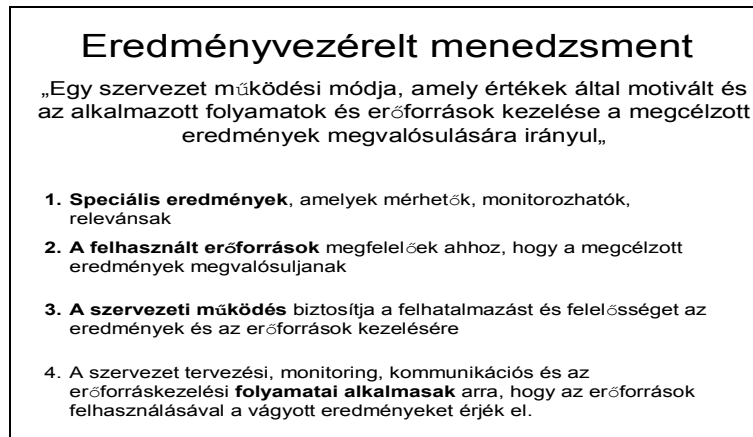 Eredményvezérelt menedzsment
„Egy szervezet működési módja, amely értékek által motivált és
az alkalmazott folyamatok és erőforrások kezelése a megcélzott
eredmények megvalósulására irányul„
1. Speciális eredmények, amelyek mérhetők, monitorozhatók,
relevánsak
2. A felhasznált erőforrások megfelelőek ahhoz, hogy a megcélzott
eredmények megvalósuljanak
3. A szervezeti működés biztosítja a felhatalmazást és felelősséget az
eredmények és az erőforrások kezelésére
4. A szervezet tervezési, monitoring, kommunikációs és az
erőforráskezelési folyamatai alkalmasak arra, hogy az erőforrások
felhasználásával a vágyott eredményeket érjék el.